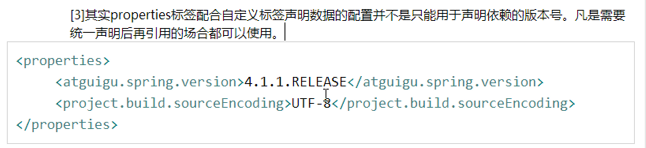 [3]其实properties标签配合自定义标签声明数据的配置并不是只能用于声明依赖的版本号。凡是需要
统一声明后再引用的场合都可以使用。
<properties>
<atguigu.spring.version>4.1.1.RELEASE</atguigu.spring.version>
<project.build.sourceEncoding>UTF-8</project.build.sourceEncoding>
</properties>